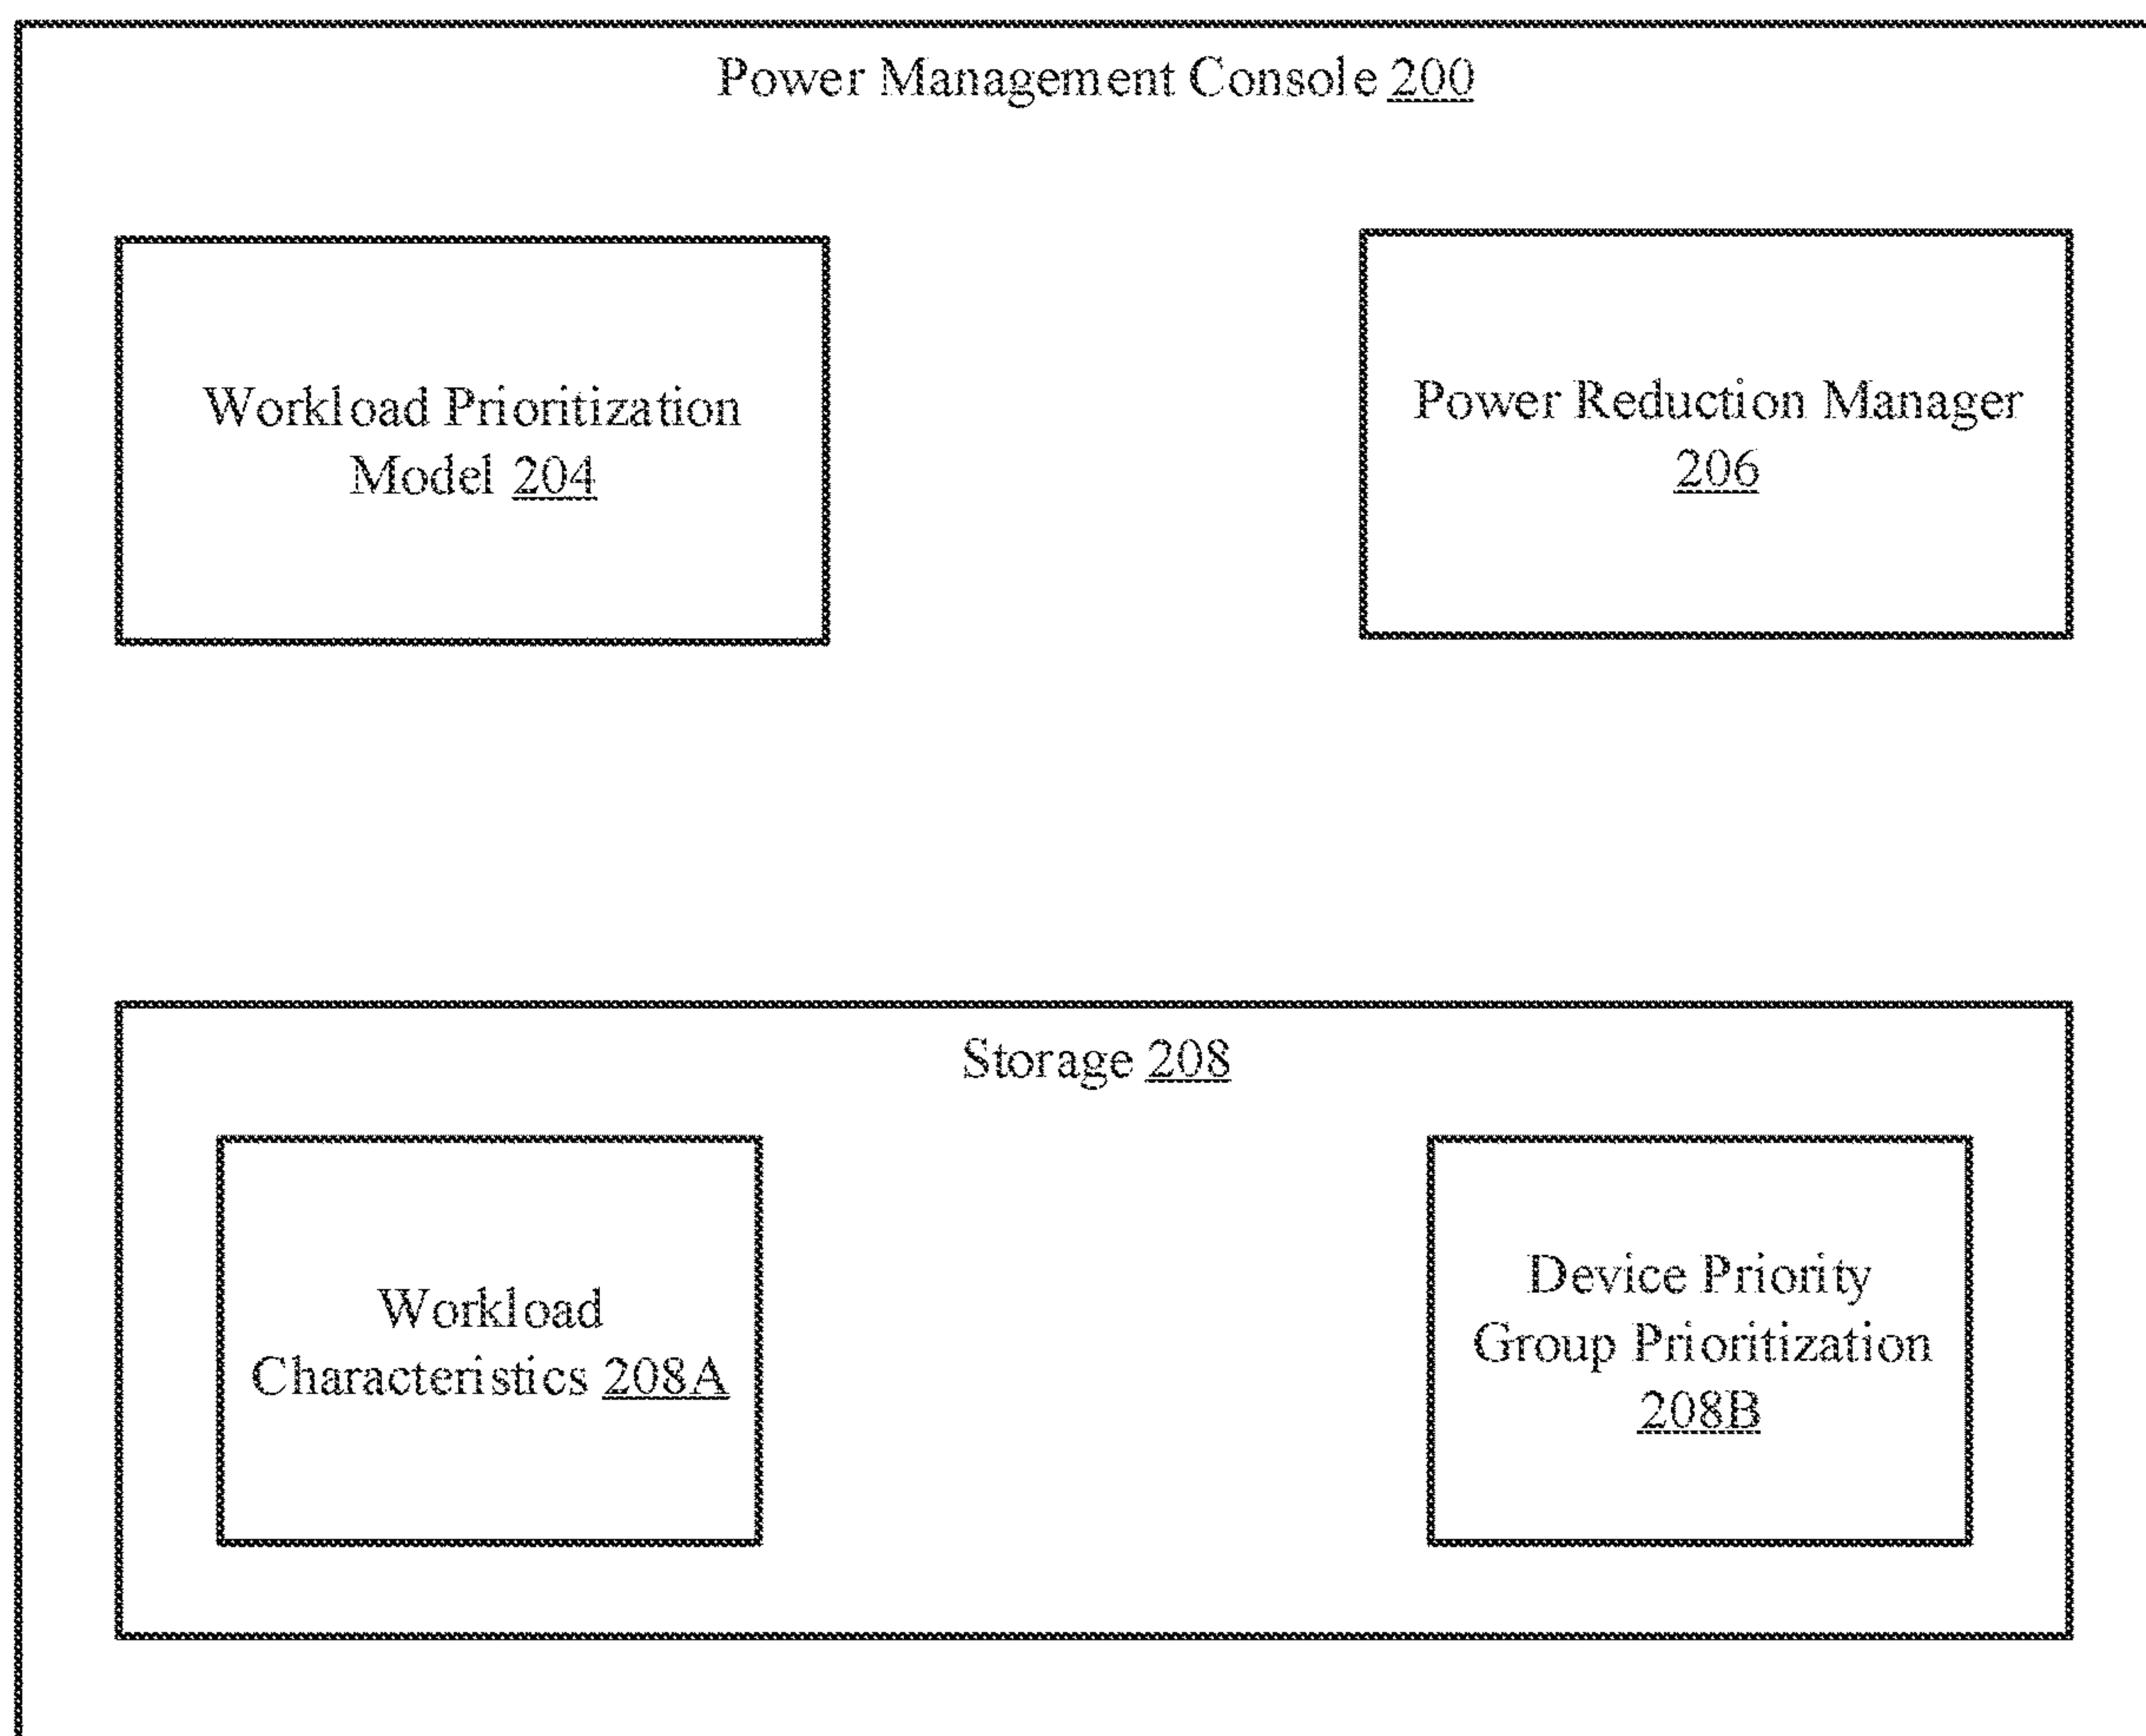 Power Management Console 200
Workload Prioritization
Model 204
Power Reduction Manager
206
Storage 208
Workload
Characteristics 208A
Device Priority
Group Prioritization
208B